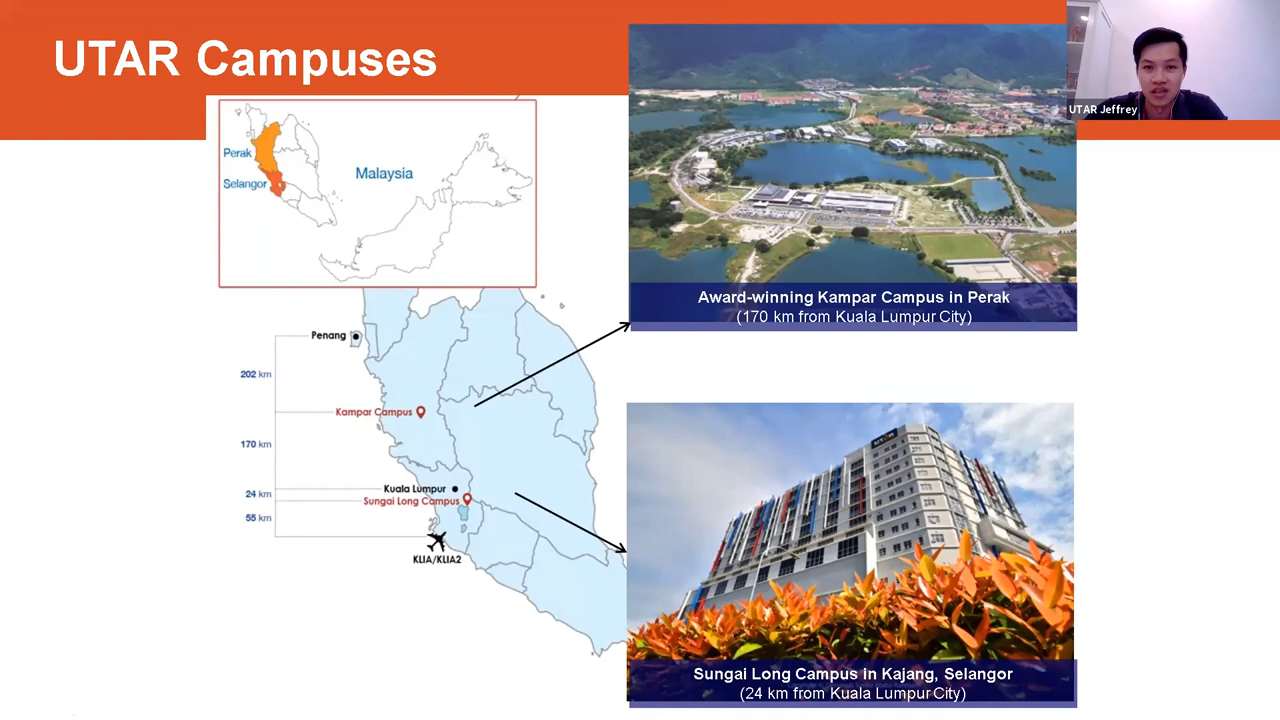 UTAR Campuses
UTAR Jeffrey
Perak
Selangor
Malaysia
Award-winning Kampar Campus in Perak
(170 km from Kuala Lumpur City)
Penang
202 km
Kampar Campus
170 km
Kuala Lumpur
24 km
Sungai Long Campus
55 km
KLIA/KLIA2
UTAR
Sungai Long Campus in Kajang, Selangor
(24 km from Kuala Lumpur City)